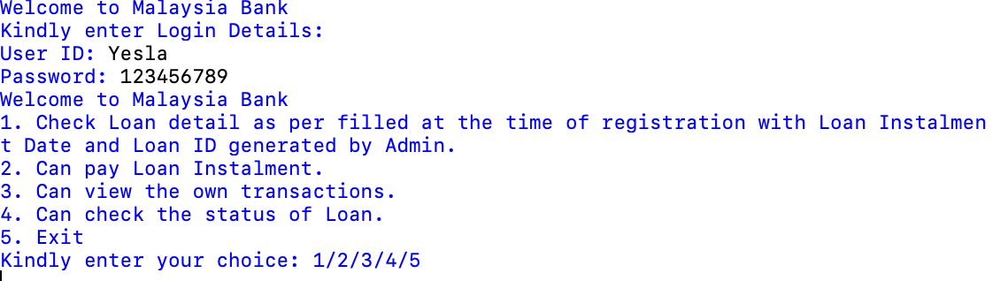 Welcome to Malaysia Bank
Kindly enter Login Details:
User ID: Yesla
Password: 123456789
Welcome to Malaysia Bank
1. Check Loan detail as per filled at the time of registration with Loan Instalmen
t Date and Loan ID generated by Admin.
2. Can pay Loan Instalment.
3. Can view the own transactions.
4. Can check the status of Loan.
5. Exit
Kindly enter your choice: 1/2/3/4/5